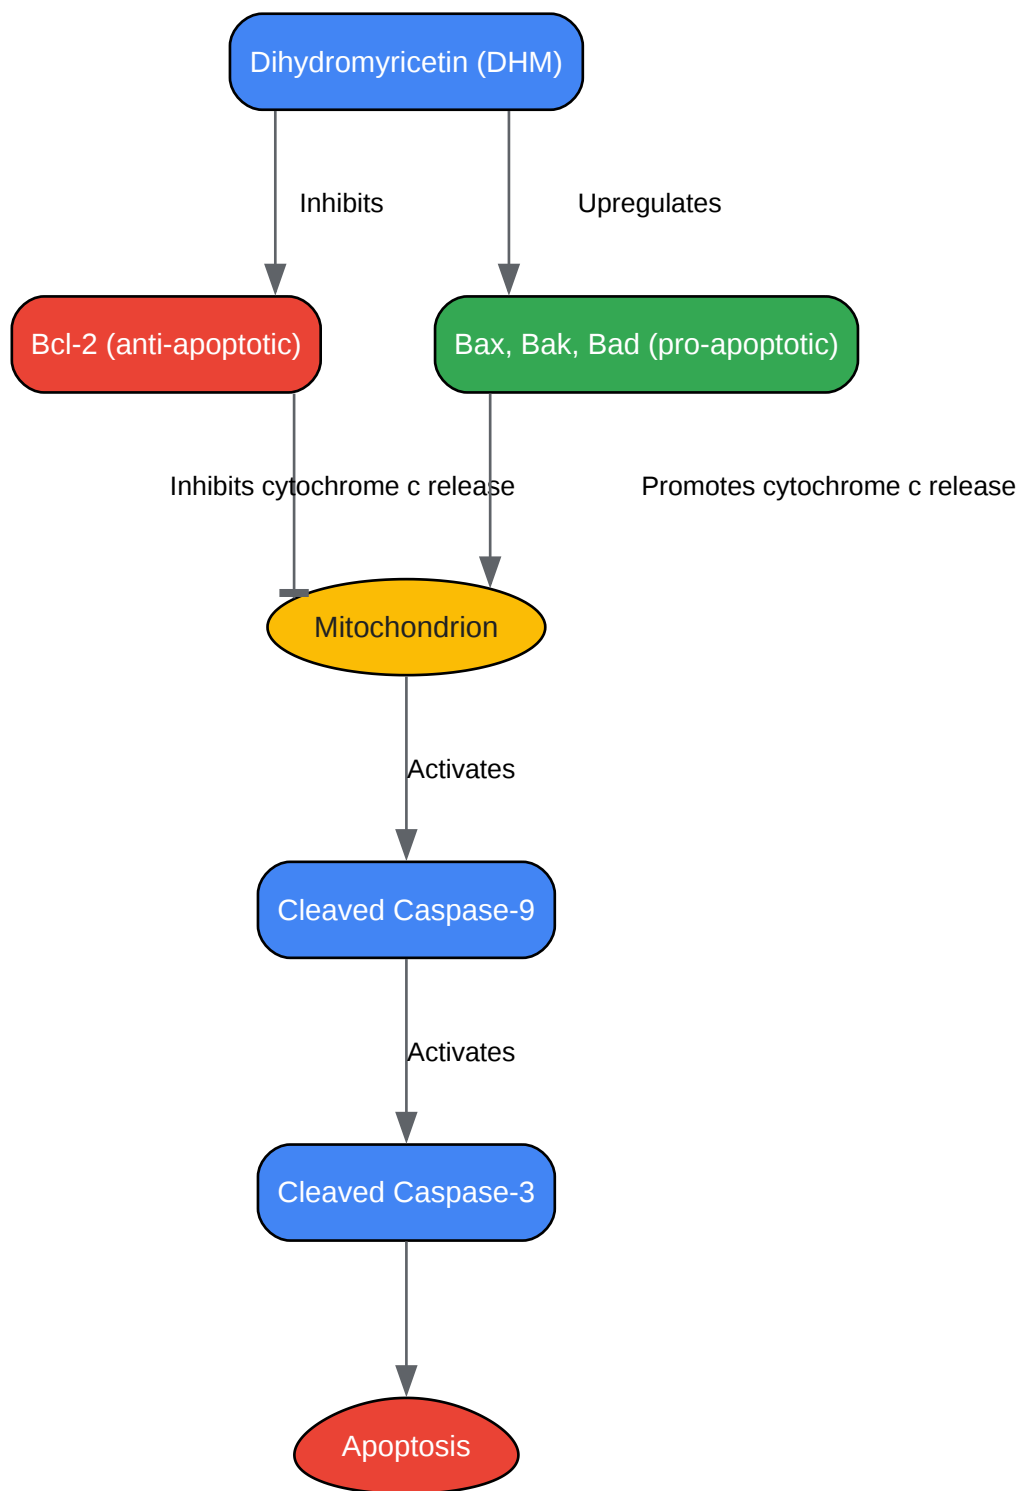 Dihydromyricetin (DHM)
Inhibits
Upregulates
Bcl-2 (anti-apoptotic)
Bax, Bak, Bad (pro-apoptotic)
Inhibits cytochrome c release
Promotes cytochrome c release
Mitochondrion
Activates
Cleaved Caspase-9
Activates
Cleaved Caspase-3
Apoptosis